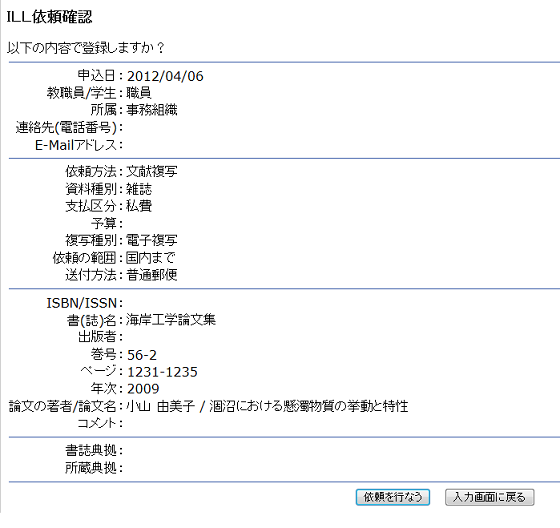 ILL依頼確認
以下の内容で登録しますか？
申込日： 2012/04/06
教職員/学生： 職員
所属： 事務組織
連絡先(電話番号)：
E-Mailアドレス：
依頼方法： 文献複写
資料種別： 雑誌
支払区分： 私費
予算：
複写種別： 電子複写
依頼の範囲： 国内まで
送付方法： 普通郵便
ISBN/ISSN：
書(誌)名： 海岸工学論文集
出版者：
巻号： 56-2
ページ： 1231-1235
年次： 2009
論文の著者/論文名： 小山 由美子 / 涸沼における懸濁物質の挙動と特性
コメント：
書誌典拠：
所蔵典拠：
依頼を行なう 入力画面に戻る